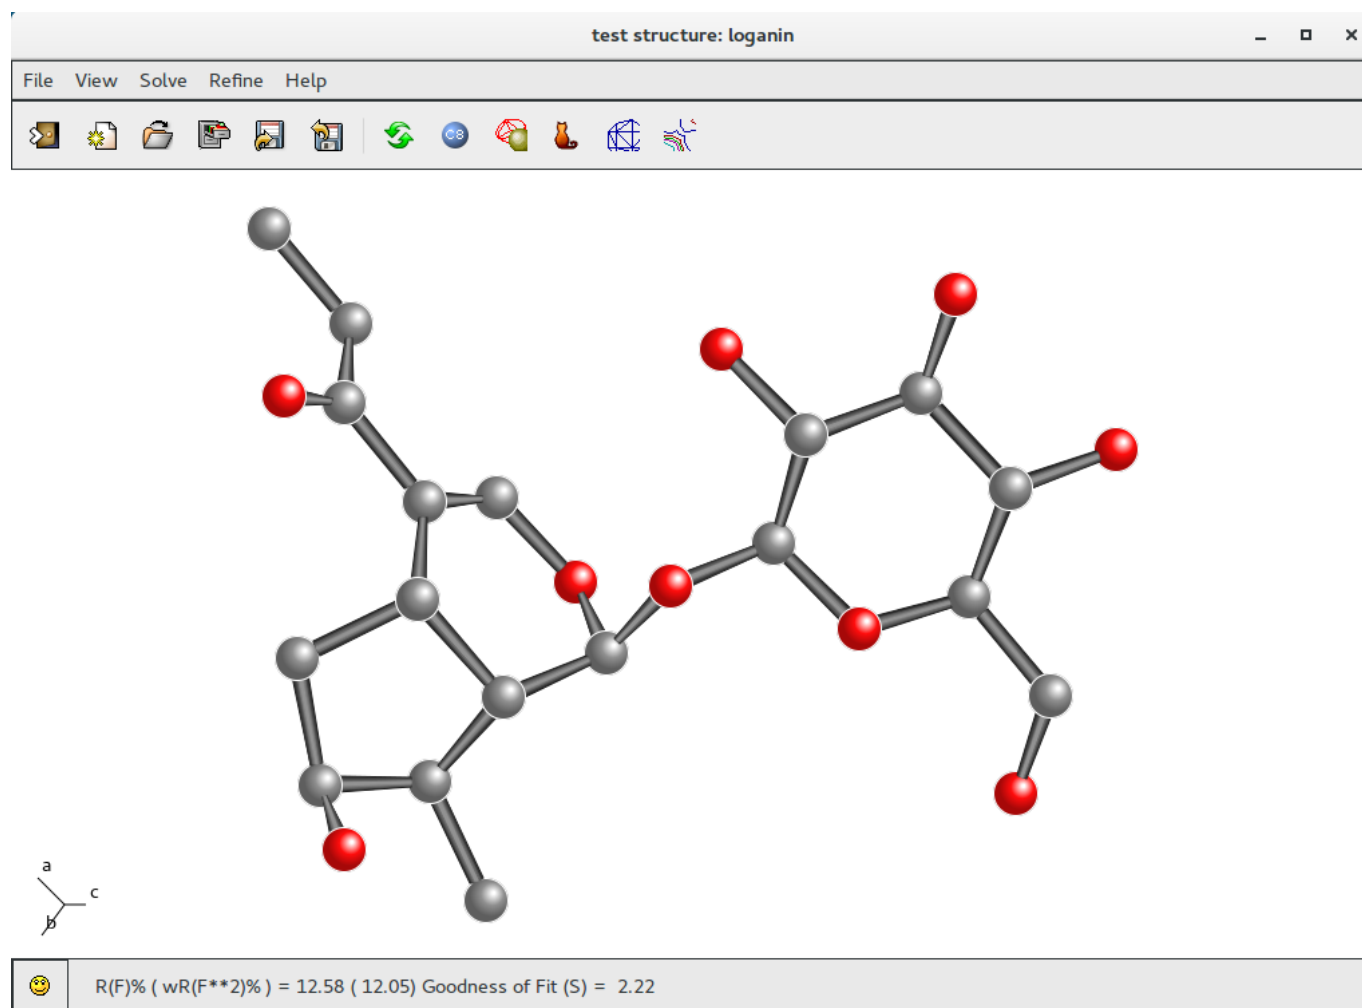 test structure: loganin
File View Solve Refine Help
C8
a
c
b
R(F)% ( wR(F**2)% ) = 12.58 ( 12.05) Goodness of Fit (S) = 2.22